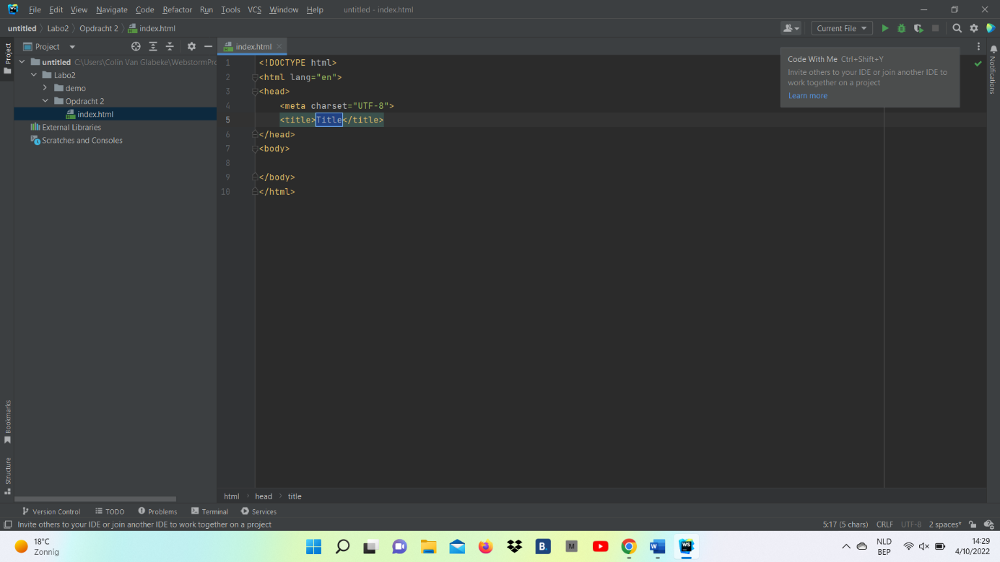 File Edit View Navigate Code Refactor Run Tools VCS Window Help untitled - index.html
untitled Labo2 Opdracht 2 index.html Current File
Project
Project
index.html
Notifications
untitled C:\Users\Colin Van Glabeke\WebstormPro
Labo2
demo
Opdracht 2
index.html
External Libraries
Scratches and Consoles
1 <!DOCTYPE html>
2 <html lang="en">
3 <head>
4 <meta charset="UTF-8">
5 <title>Title</title>
6 </head>
7 <body>
8
9 </body>
10 </html>
Code With Me Ctrl+Shift+Y
Invite others to your IDE or join another IDE to
work together on a project
Learn more
Bookmarks
Structure
html head title
Version Control TODO Problems Terminal Services
Invite others to your IDE or join another IDE to work together on a project 5:17 (5 chars) CRLF UTF-8 2 spaces*
18°C
Zonnig
WS
B.
M
W
WS
NLD
BEP
14:29
4/10/2022